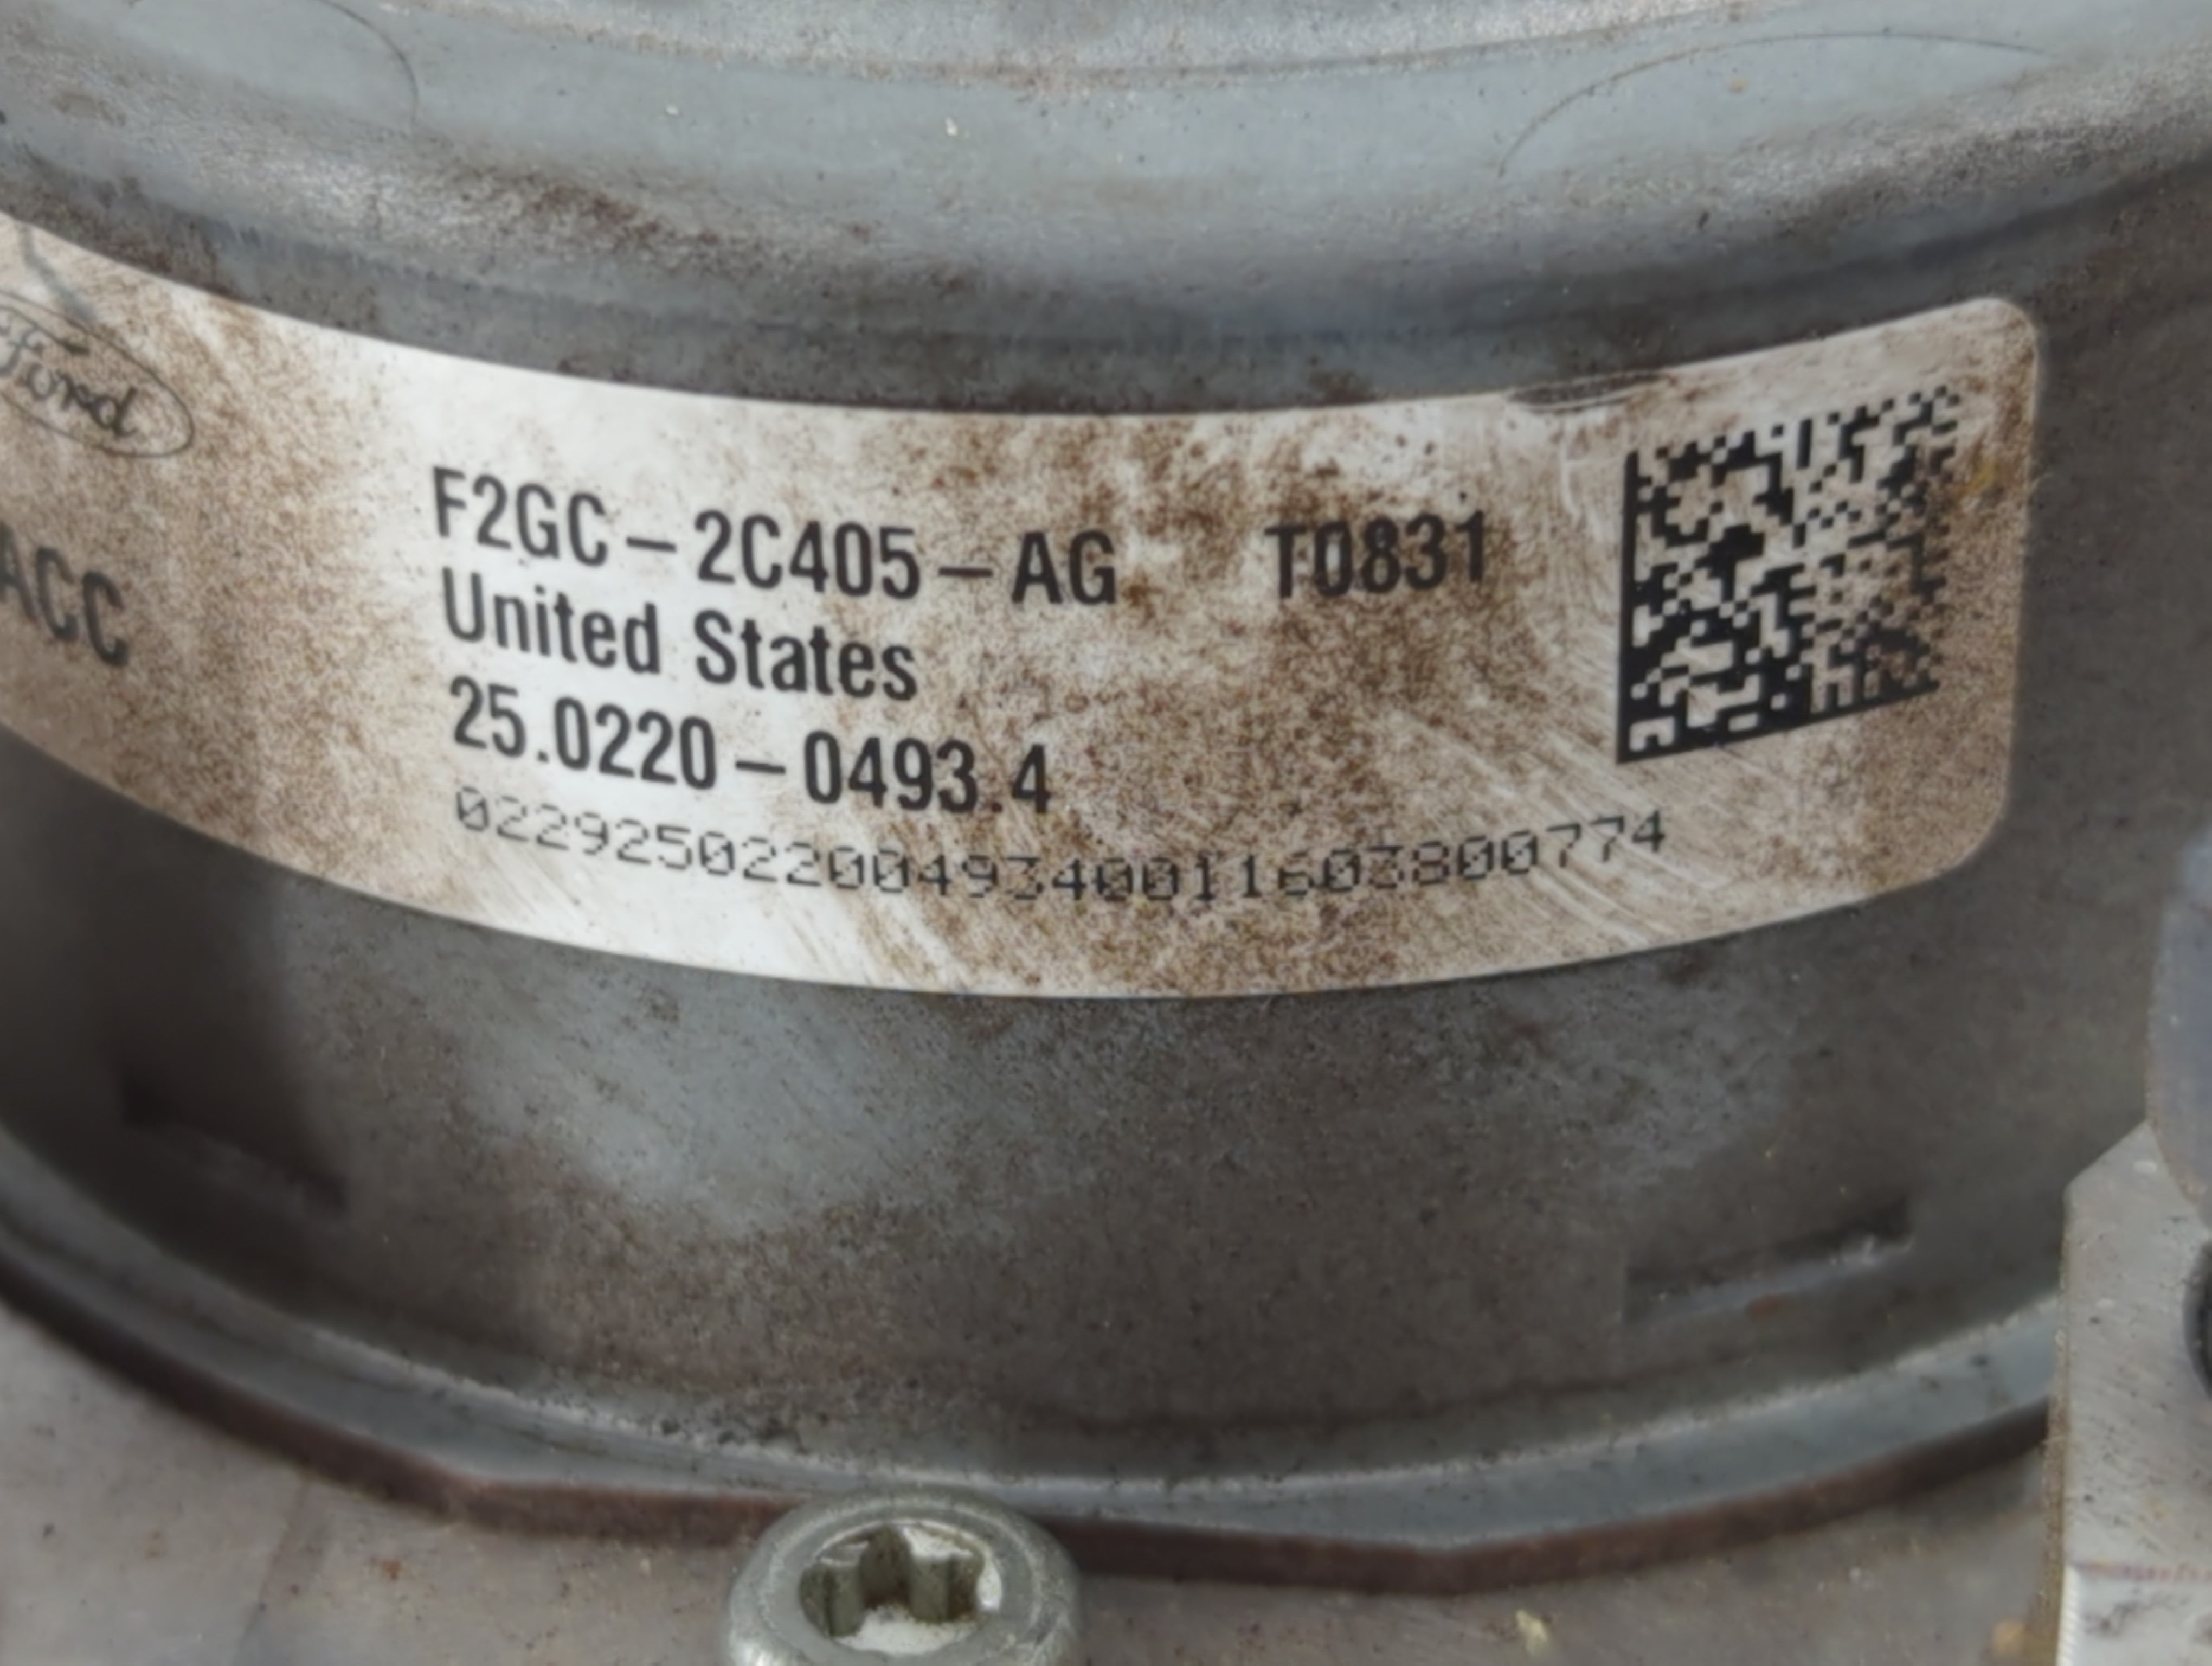 Ford
ACC
F2GC-2C405-AG T0831
United States
25.0220-0493.4
0229250220049340011603800774